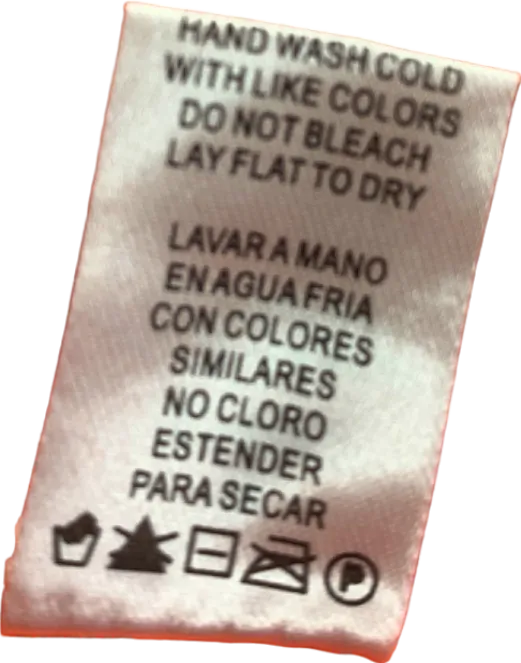 HAND WASH COLD
WITH LIKE COLORS
DO NOT BLEACH
LAY FLAT TO DRY
LAVAR A MANO
EN AGUA FRIA
CON COLORES
SIMILARES
NO CLORO
ESTENDER
PARA SECAR
P